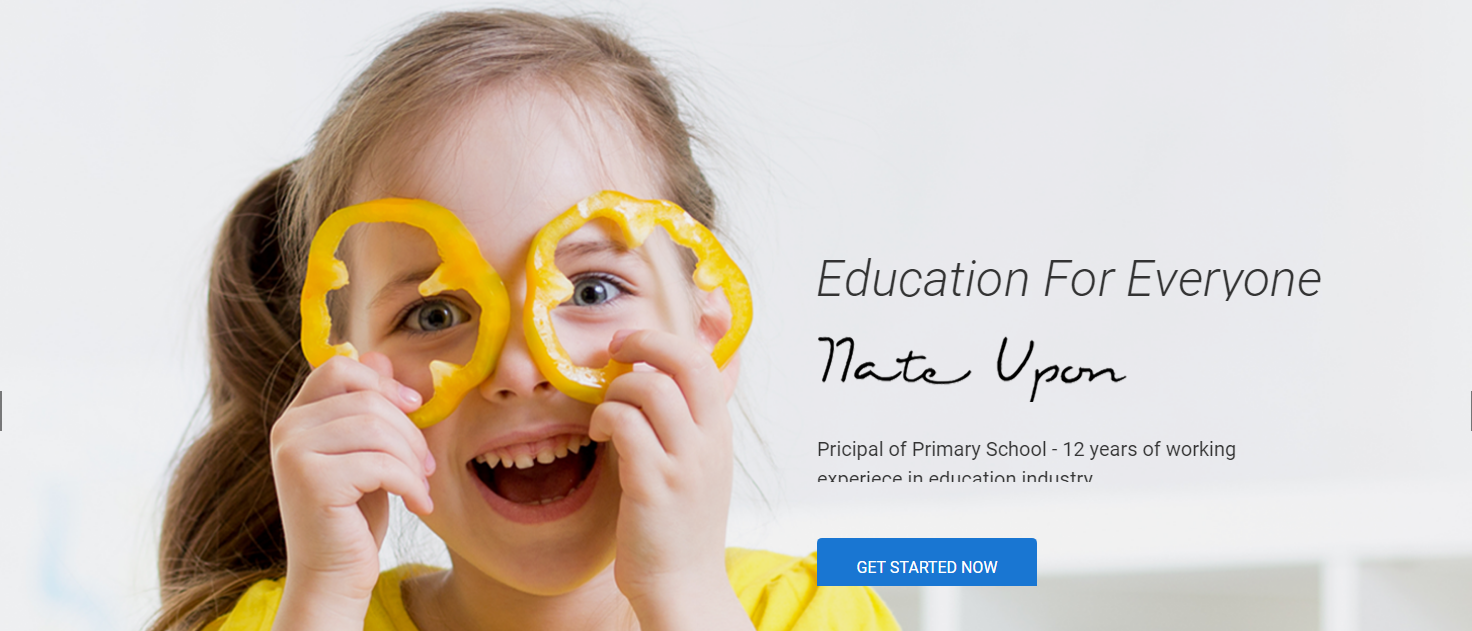 Education For Everyone
Nate Upon
Pricipal of Primary School - 12 years of working
experiece in education industry
GET STARTED NOW